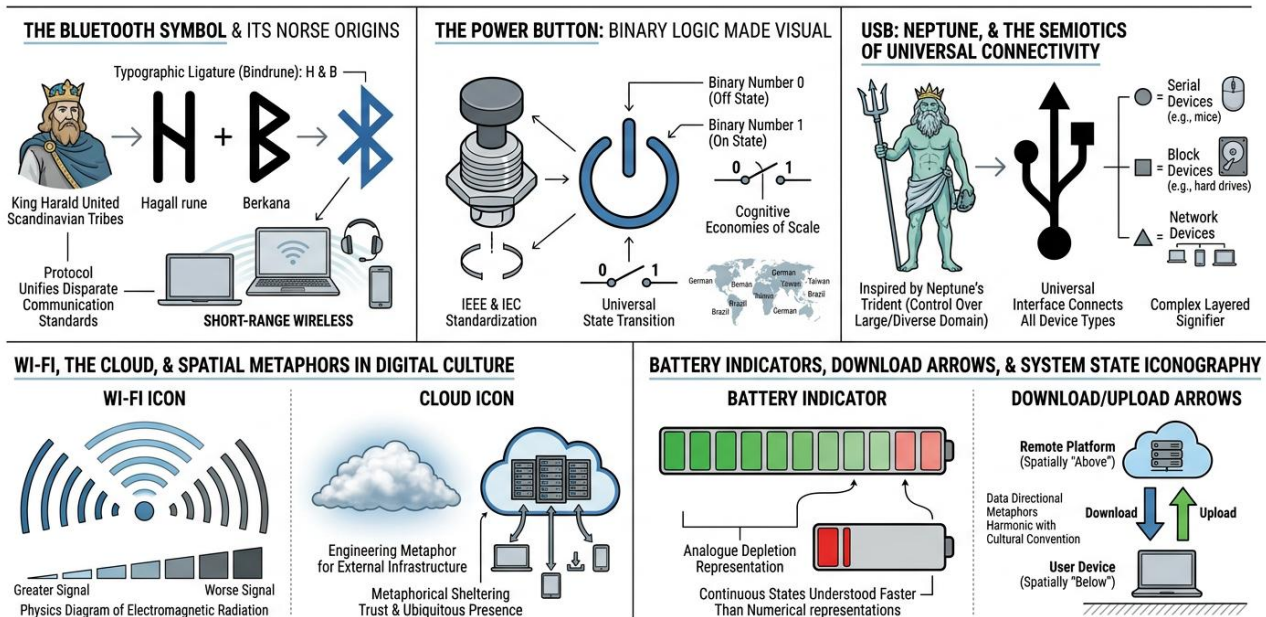 THE BLUETOOTH SYMBOL & ITS NORSE ORIGINS
Typographic Ligature (Bindrune): H & B
+
King Harald United
Scandinavian Tribes
Hagall rune
Berkana
Protocol
Unifies Disparate
Communication
Standards
SHORT-RANGE WIRELESS
THE POWER BUTTON: BINARY LOGIC MADE VISUAL
Binary Number 0
(Off State)
Binary Number 1
(On State)
0 1
Cognitive
Economies of Scale
0 1
IEEE & IEC
Standardization
Universal
State Transition
German
German
Beman
Taiwan
Tawan
Brazil
Brazil
Brazil
German
USB: NEPTUNE, & THE SEMIOTICS
OF UNIVERSAL CONNECTIVITY
= Serial
Devices
(e.g., mice)
= Block
Devices
(e.g., hard drives)
= Network
Devices
Inspired by Neptune's
Trident (Control Over
Large/Diverse Domain)
Universal
Interface Connects
All Device Types
Complex Layered
Signifier
WI-FI, THE CLOUD, & SPATIAL METAPHORS IN DIGITAL CULTURE
WI-FI ICON
Greater Signal
Worse Signal
Physics Diagram of Electromagnetic Radiation
CLOUD ICON
Engineering Metaphor
for External Infrastructure
Metaphorical Sheltering
Trust & Ubiquitous Presence
BATTERY INDICATORS, DOWNLOAD ARROWS, & SYSTEM STATE ICONOGRAPHY
BATTERY INDICATOR
Analogue Depletion
Representation
Continuous States Understood Faster
Than Numerical representations
DOWNLOAD/UPLOAD ARROWS
Remote Platform
(Spatially "Above")
Data Directional
Metaphors
Harmonic with
Cultural Convention
Download
Upload
User Device
(Spatially "Below")